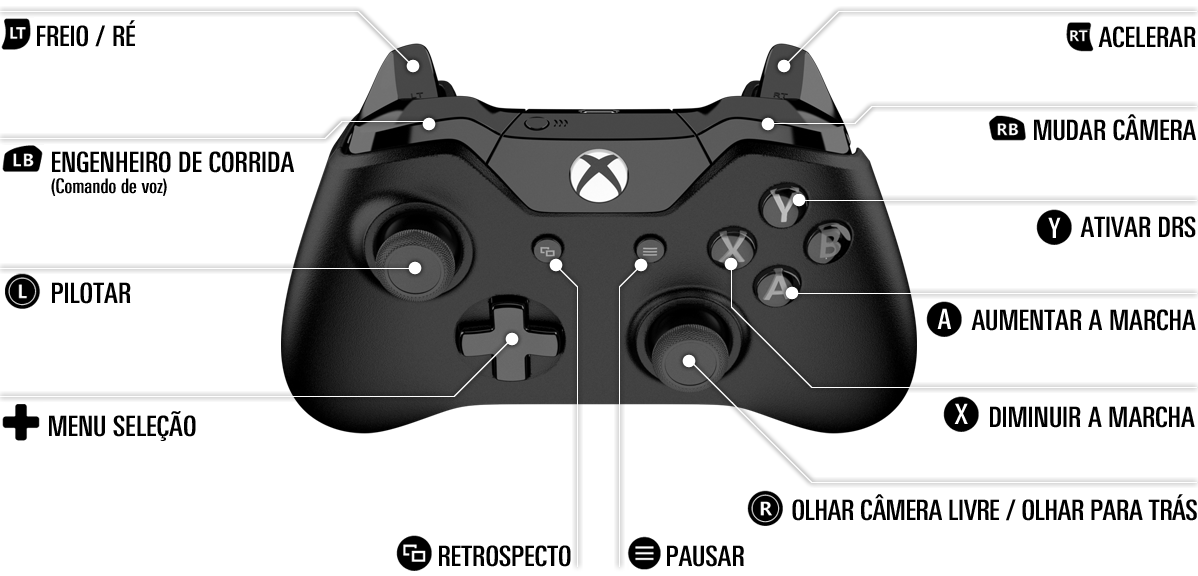 LT FREIO / RÉ
RT ACELERAR
LT
RT
RB MUDAR CÂMERA
LB ENGENHEIRO DE CORRIDA
(Comando de voz)
Y
Y ATIVAR DRS
X
B
A
L PILOTAR
A AUMENTAR A MARCHA
MENU SELEÇÃO
X DIMINUIR A MARCHA
R OLHAR CÂMERA LIVRE / OLHAR PARA TRÁS
RETROSPECTO
PAUSAR